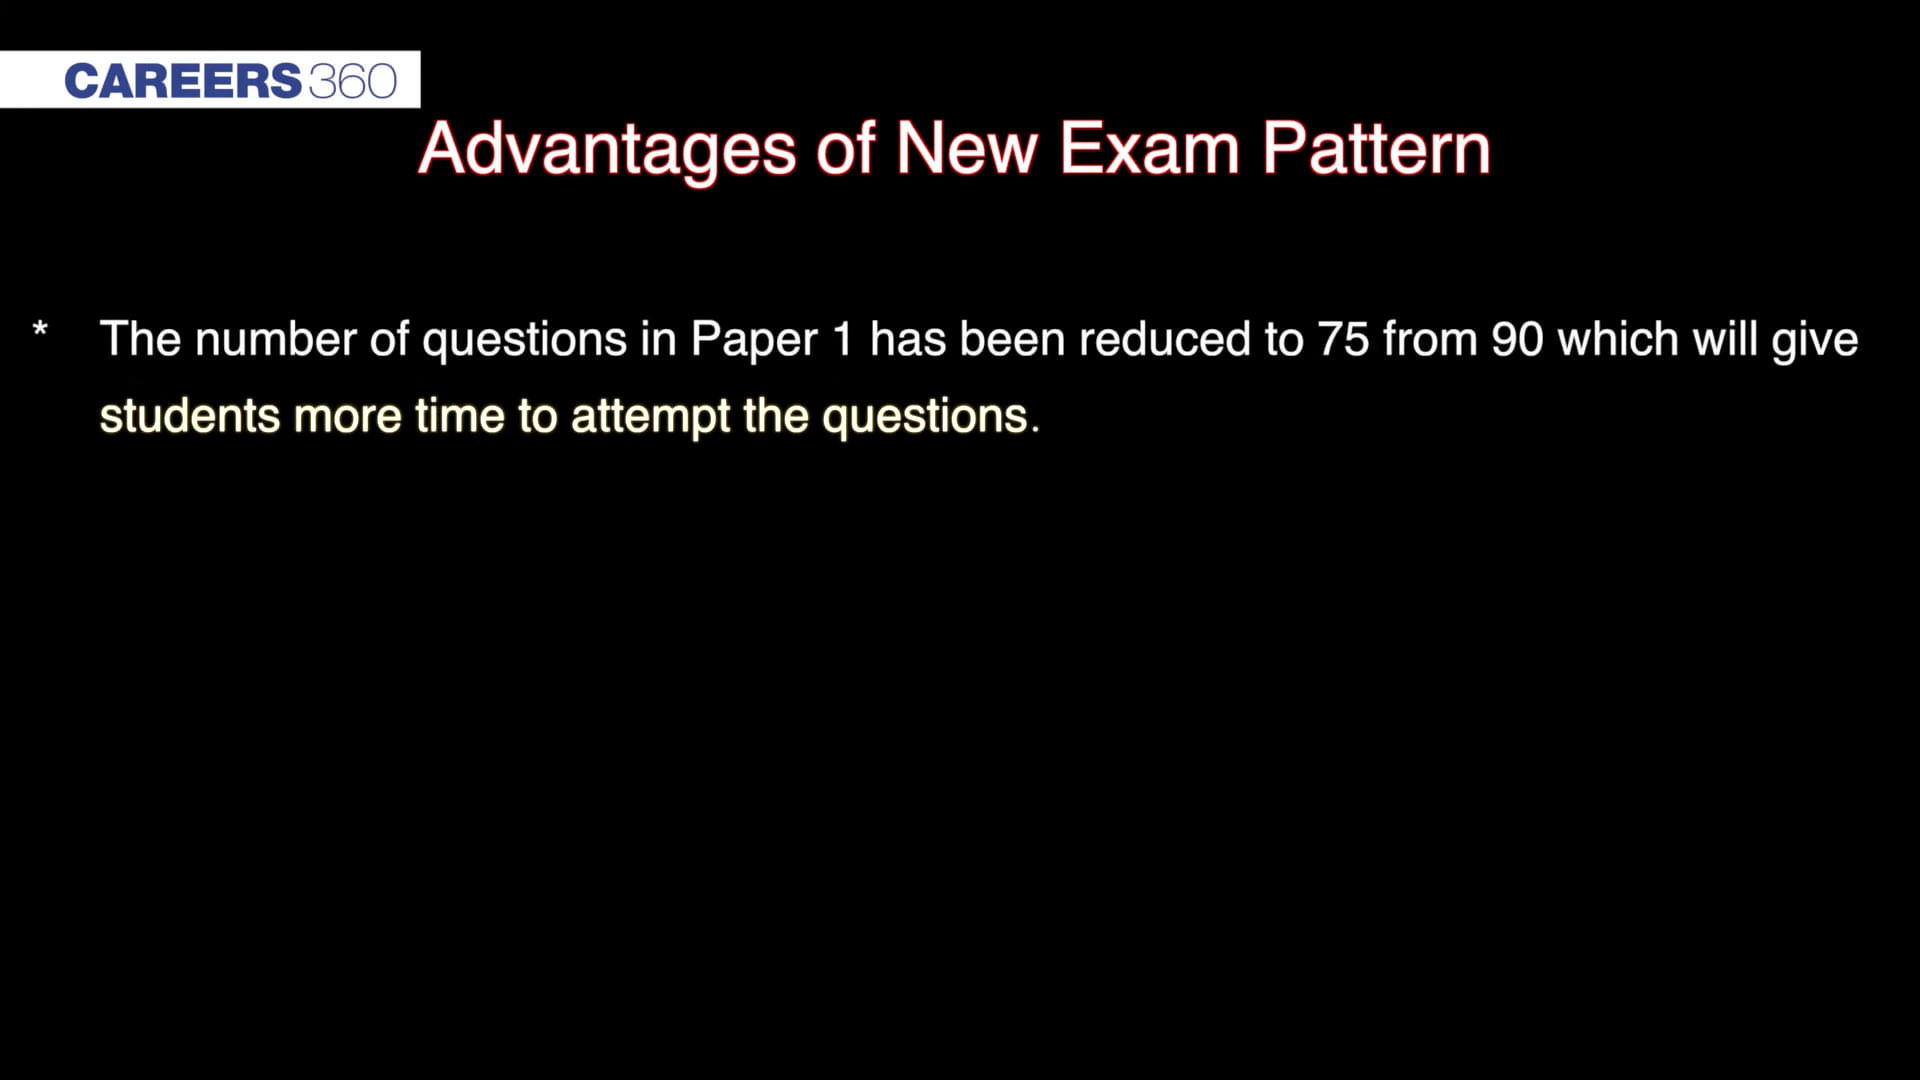 CAREERS360
Advantages of New Exam Pattern
* The number of questions in Paper 1 has been reduced to 75 from 90 which will give
students more time to attempt the questions.